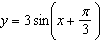 y = 3 sin(x + π/3)